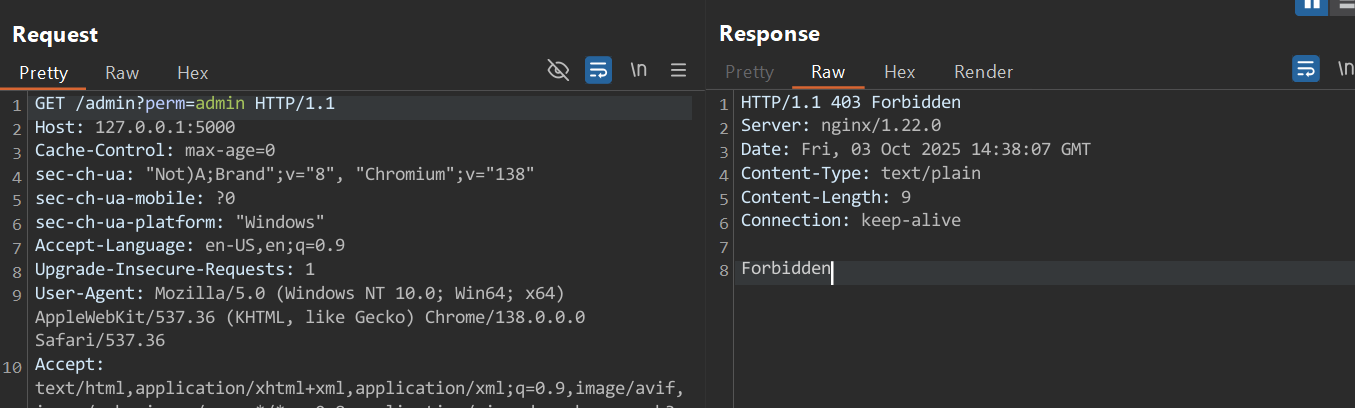 Request
Pretty Raw Hex \n
1 GET /admin?perm=admin HTTP/1.1
2 Host: 127.0.0.1:5000
3 Cache-Control: max-age=0
4 sec-ch-ua: "Not)A;Brand";v="8", "Chromium";v="138"
5 sec-ch-ua-mobile: ?0
6 sec-ch-ua-platform: "Windows"
7 Accept-Language: en-US,en;q=0.9
8 Upgrade-Insecure-Requests: 1
9 User-Agent: Mozilla/5.0 (Windows NT 10.0; Win64; x64)
AppleWebKit/537.36 (KHTML, like Gecko) Chrome/138.0.0.0
Safari/537.36
10 Accept:
text/html,application/xhtml+xml,application/xml;q=0.9,image/avif,
Response
Pretty Raw Hex Render \n
1 HTTP/1.1 403 Forbidden
2 Server: nginx/1.22.0
3 Date: Fri, 03 Oct 2025 14:38:07 GMT
4 Content-Type: text/plain
5 Content-Length: 9
6 Connection: keep-alive
7
8 Forbidden